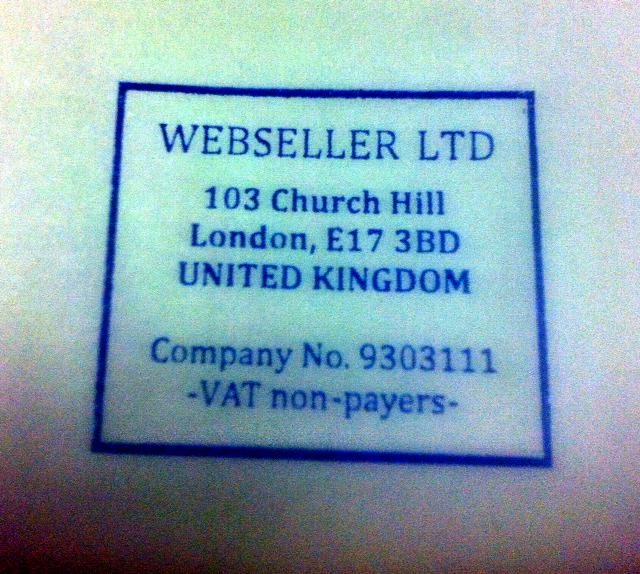 WEBSELLER LTD
103 Church Hill
London, E17 3BD
UNITED KINGDOM
Company No. 9303111
-VAT non-payers-